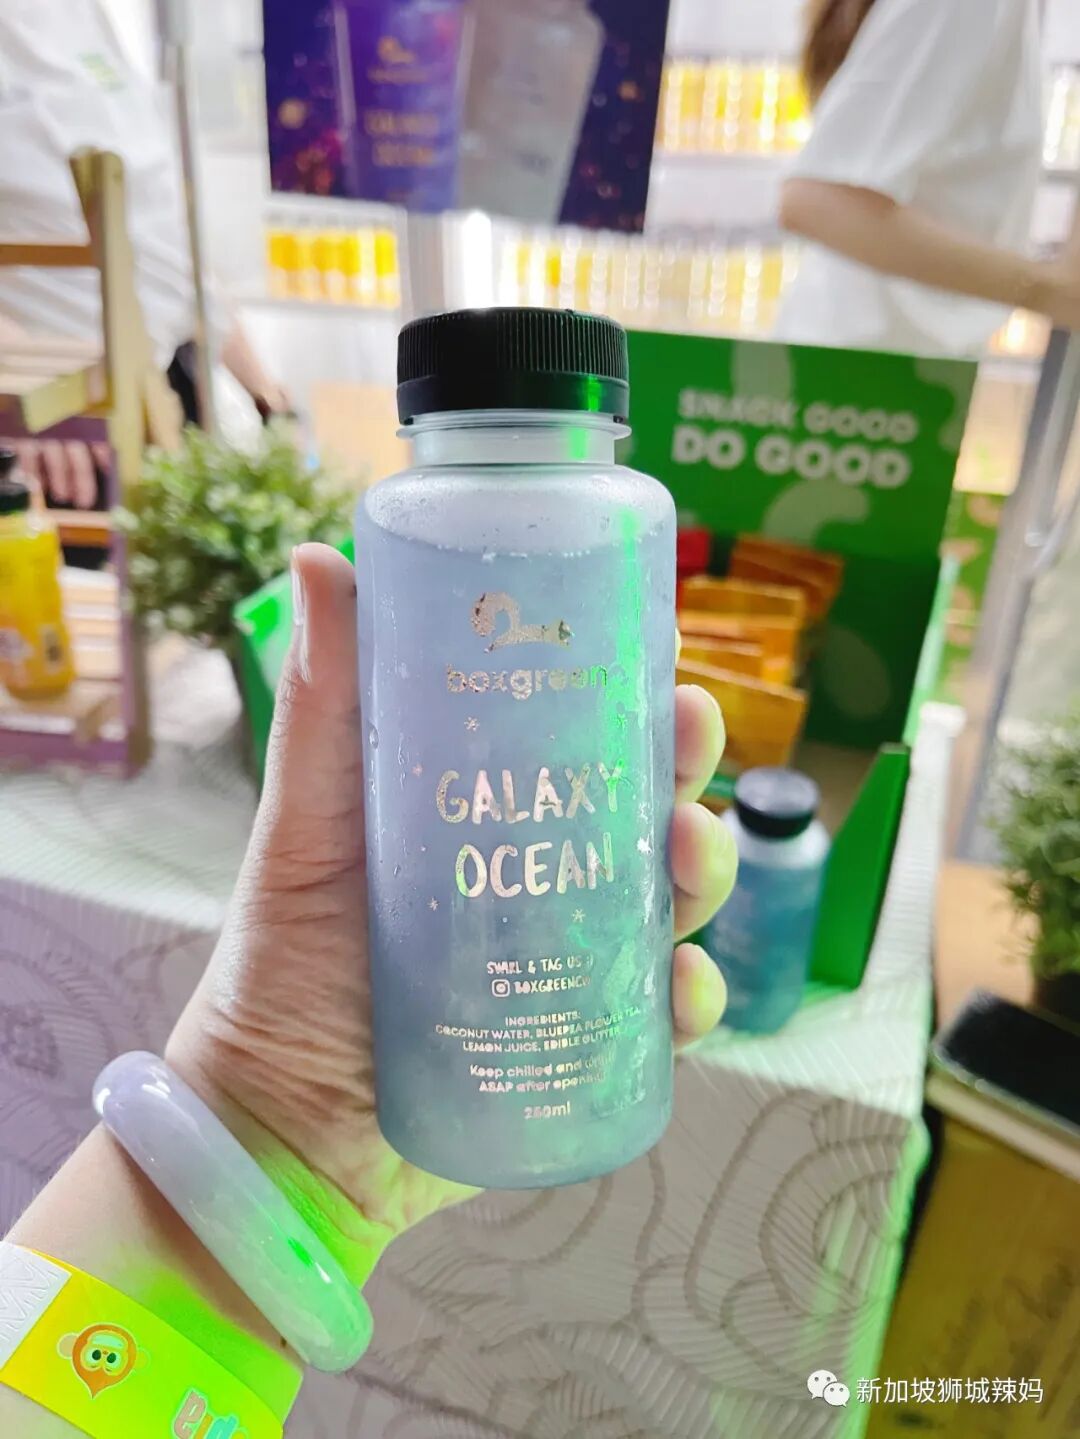 SNACK GOOD
DO GOOD
boxgreen
GALAXY
OCEAN
SWIRL & TAG US :)
INGREDIENTS:
COCONUT WATER, BLUEPEA FLOWER TEA,
LEMON JUICE, EDIBLE GLITTER
Keep chilled and drink
ASAP after opening
250ml
新加坡狮城辣妈